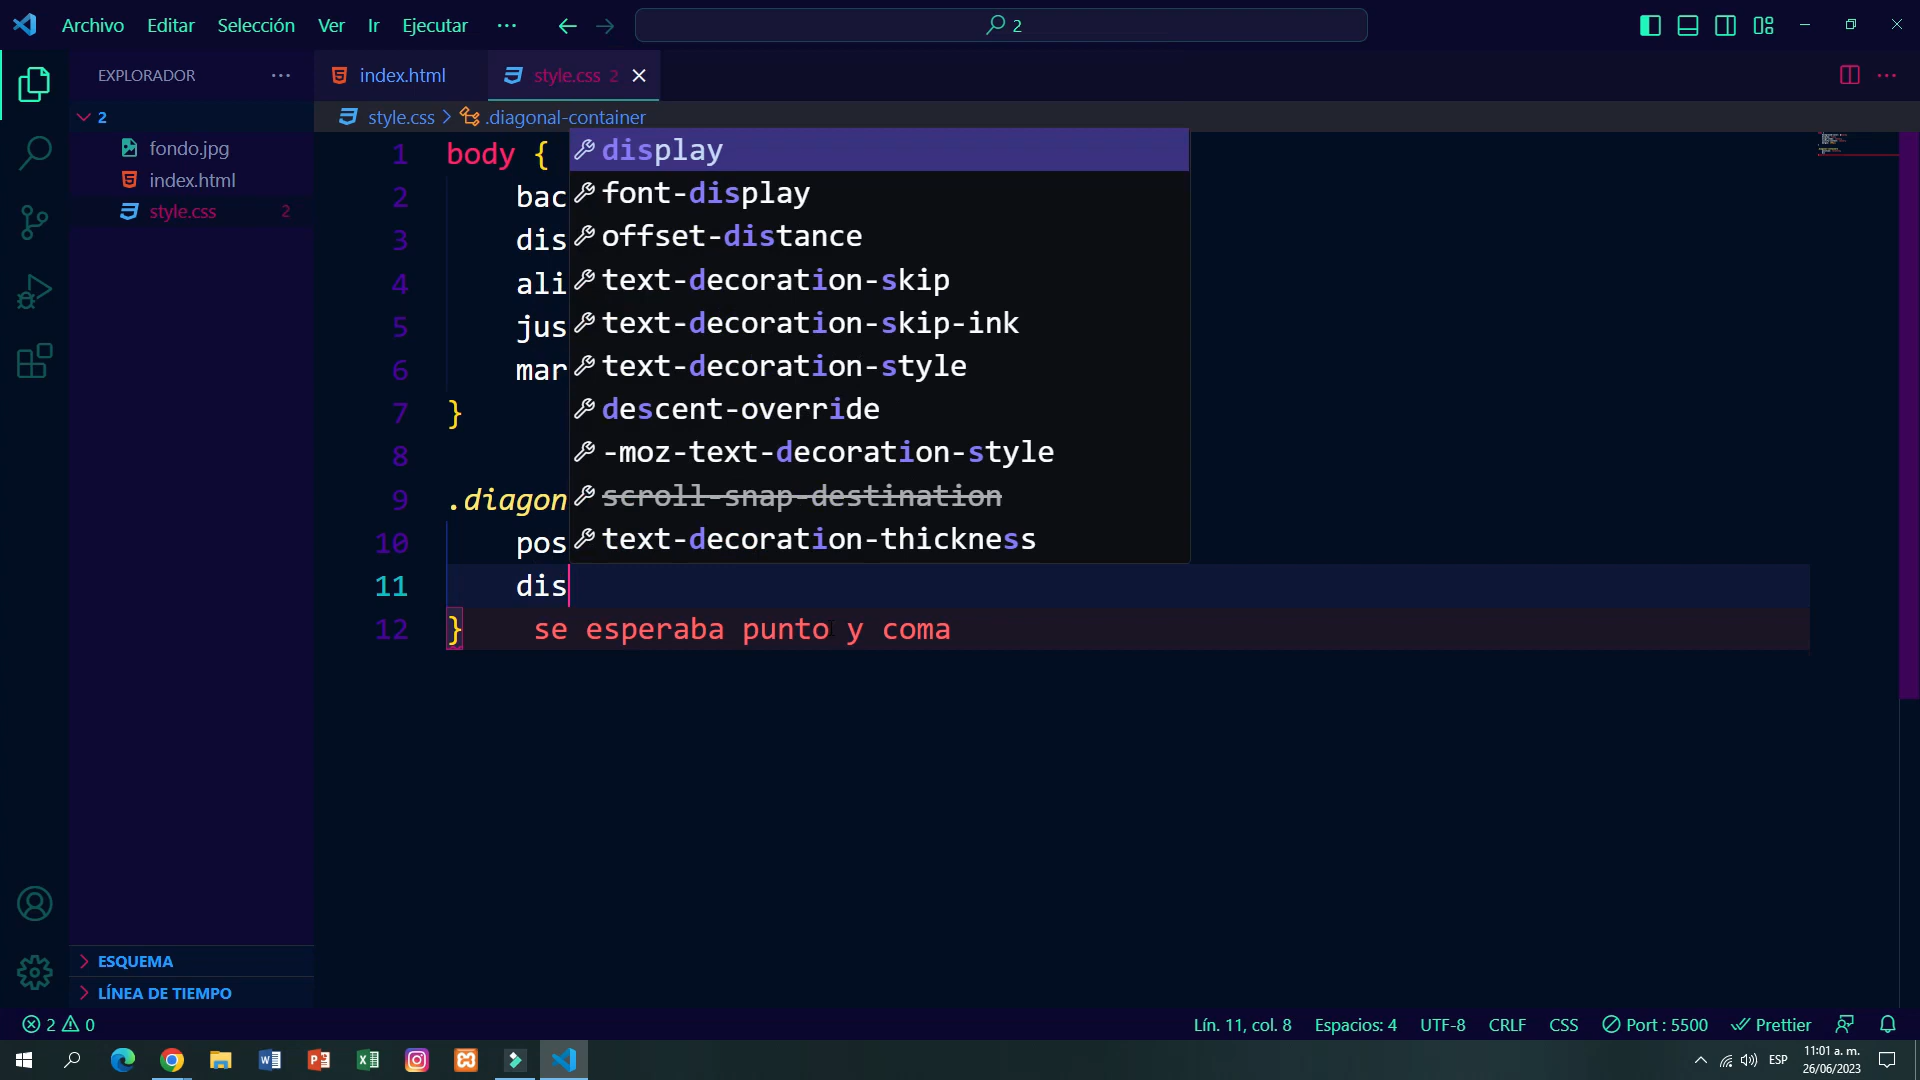 Archivo Editar Selección Ver Ir Ejecutar ··· 2
EXPLORADOR ···
2
fondo.jpg
index.html
style.css 2
ESQUEMA
LÍNEA DE TIEMPO
index.html style.css 2
style.css > .diagonal-container
1 body {
2 bac
3 dis
4 ali
5 jus
6 mar
7 }
8
9 .diagon
10 pos
11 dis
12 } se esperaba punto y coma
display
font-display
offset-distance
text-decoration-skip
text-decoration-skip-ink
text-decoration-style
descent-override
-moz-text-decoration-style
scroll-snap-destination
text-decoration-thickness
2 0 Lín. 11, col. 8 Espacios: 4 UTF-8 CRLF CSS Port : 5500 Prettier
ESP 11:01 a. m.
26/06/2023